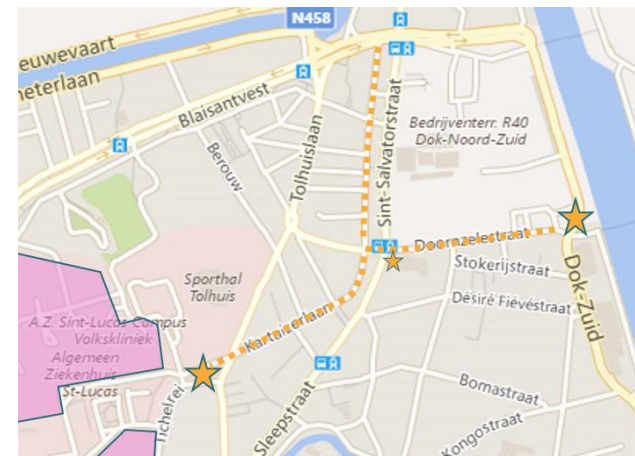 N458
euwevaart
neterlaan
Blaisantvest
Berouw
Tolhuislaan
Sint-Salvatorstraat
Bedrijventerr. R40
Dok-Noord-Zuid
Doornzelestraat
Stokerijstraat
Dok-Zuid
Désiré Fiévéstraat
Sporthal
Tolhuis
Kartuizerlaan
A.Z. Sint-Lucas Campus
Volkskliniek
Algemeen
Ziekenhuis
St-Lucas
Tichelrei
Sleepstraat
Bomastraat
Kongostraat